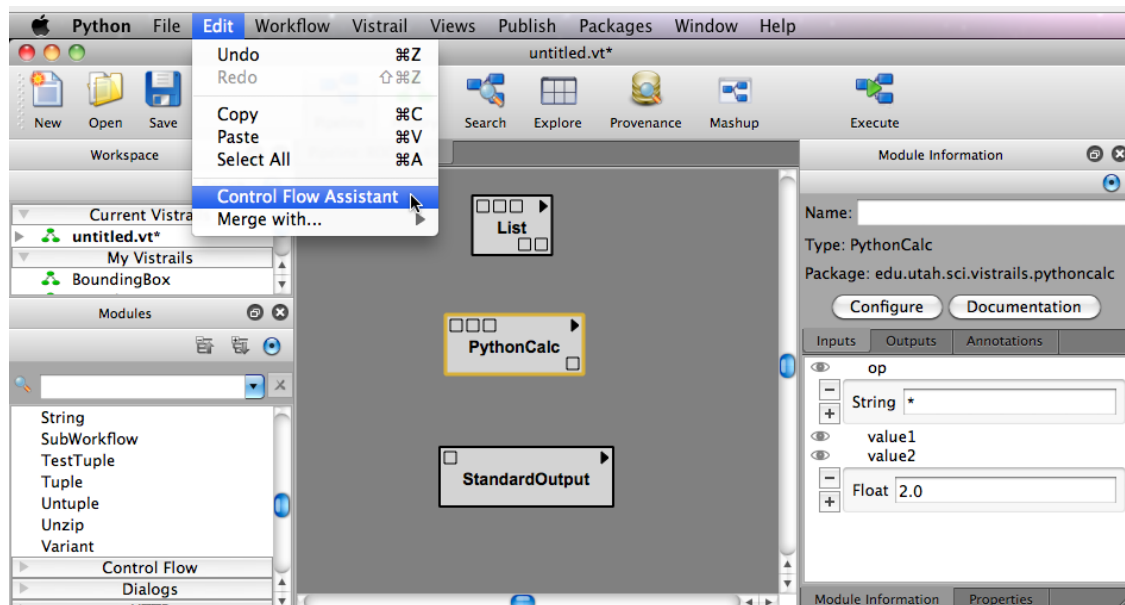 Python File Edit Workflow Vistrail Views Publish Packages Window Help
untitled.vt*
Undo ⌘Z
Redo ⇧⌘Z
Copy ⌘C
Paste ⌘V
Select All ⌘A
Control Flow Assistant
Merge with...
New Open Save Search Explore Provenance Mashup Execute
Workspace
Current Vistra
untitled.vt*
My Vistrails
BoundingBox
Modules
String
SubWorkflow
TestTuple
Tuple
Untuple
Unzip
Variant
Control Flow
Dialogs
List
PythonCalc
StandardOutput
Module Information
Name:
Type: PythonCalc
Package: edu.utah.sci.vistrails.pythoncalc
Configure Documentation
Inputs Outputs Annotations
op
String *
value1
value2
Float 2.0
Module Information Properties